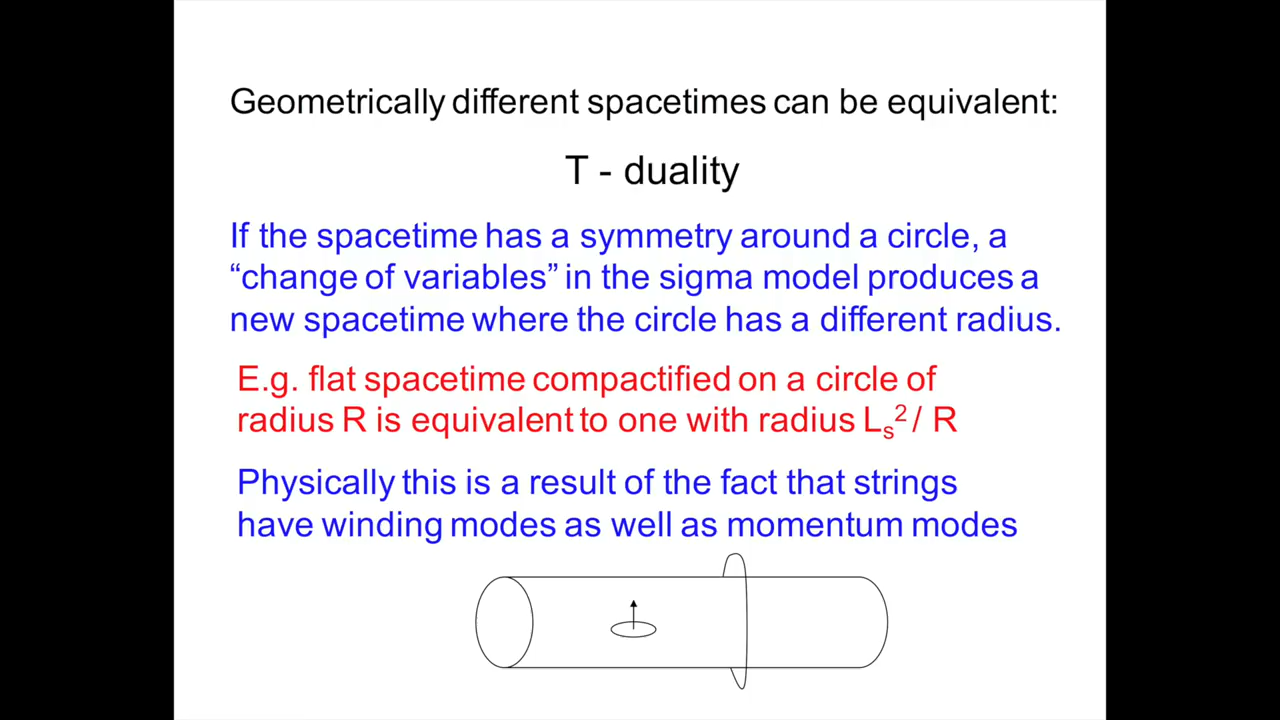 Geometrically different spacetimes can be equivalent:
T - duality
If the spacetime has a symmetry around a circle, a
“change of variables” in the sigma model produces a
new spacetime where the circle has a different radius.
E.g. flat spacetime compactified on a circle of
radius R is equivalent to one with radius Lₛ² / R
Physically this is a result of the fact that strings
have winding modes as well as momentum modes